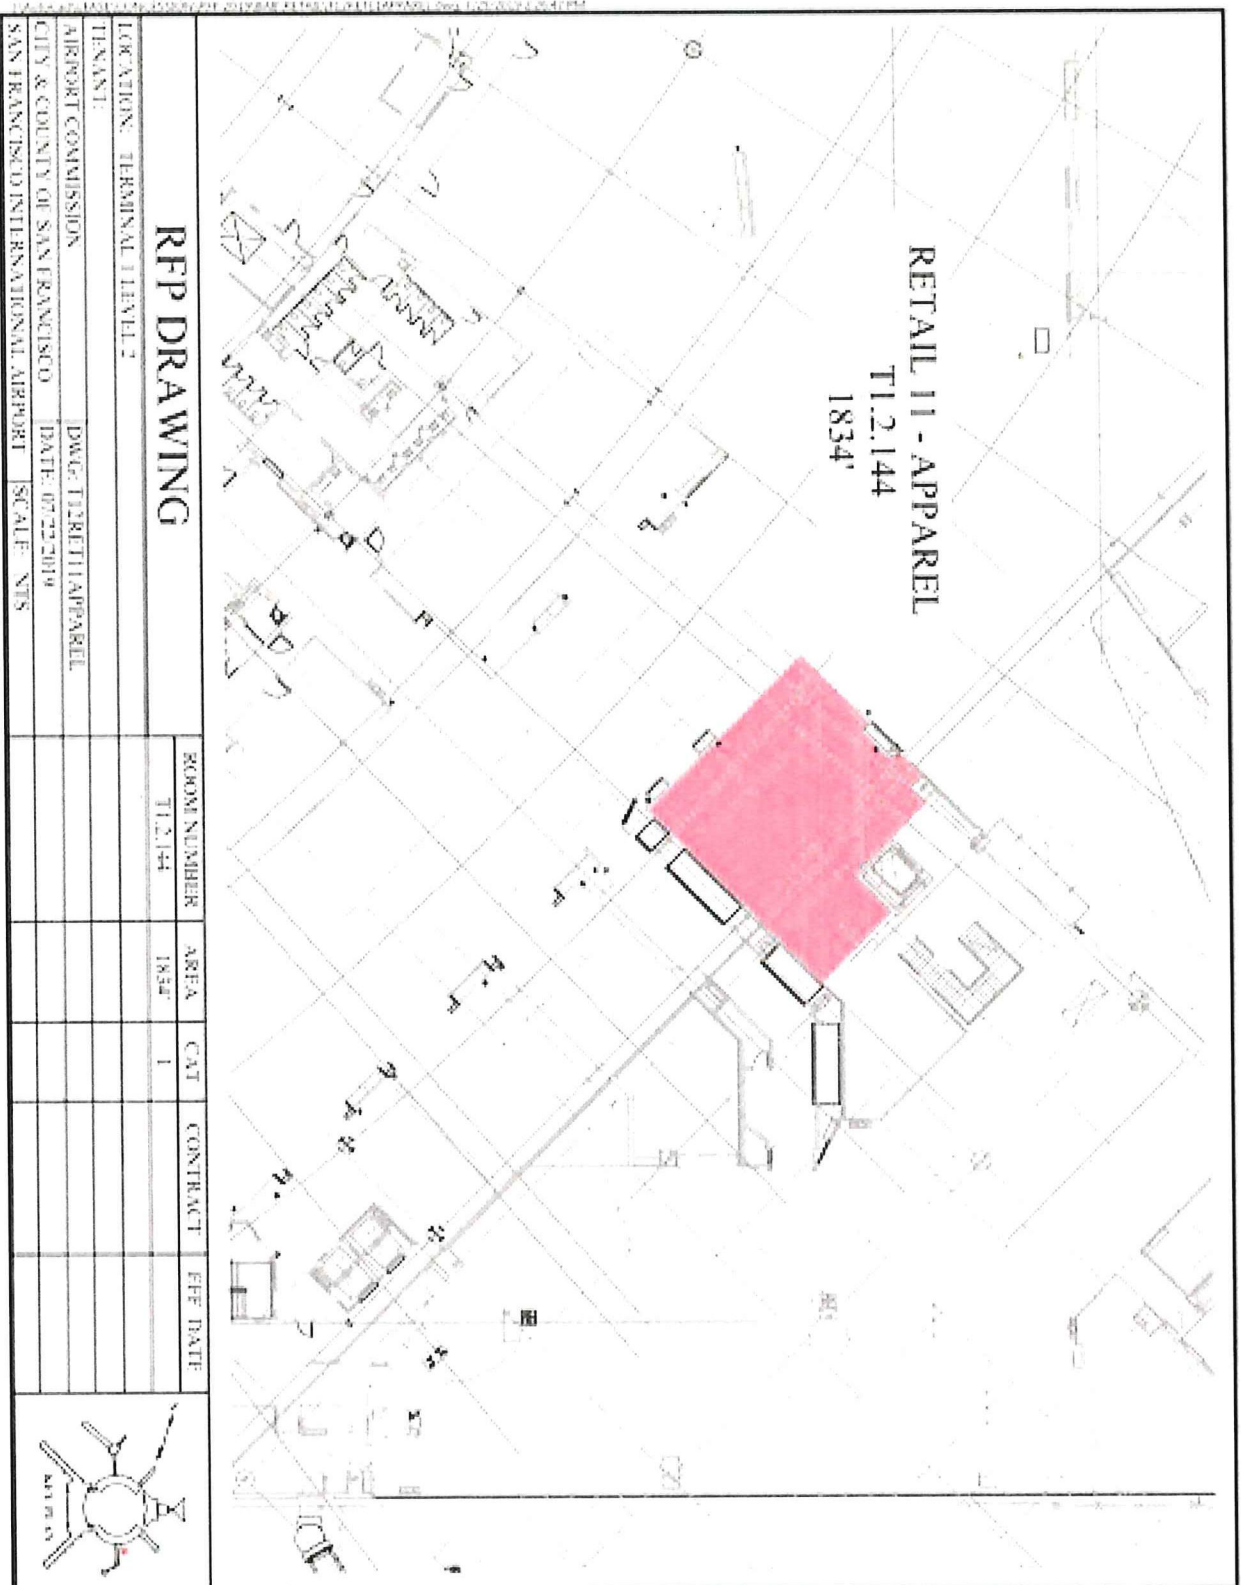 RETAIL 11 - APPAREL
T1.2.144
1834'
RFP DRAWING
LOCATION: TERMINAL 1 LEVEL 2
TENANT:
AIRPORT COMMISSION
DWG: T1RET11APPAREL
CITY & COUNTY OF SAN FRANCISCO
DATE: 07/22/2019
SAN FRANCISCO INTERNATIONAL AIRPORT
SCALE: NTS
ROOM NUMBER
AREA
CAT
CONTRACT
EFF DATE
T1.2.144
1834'
1